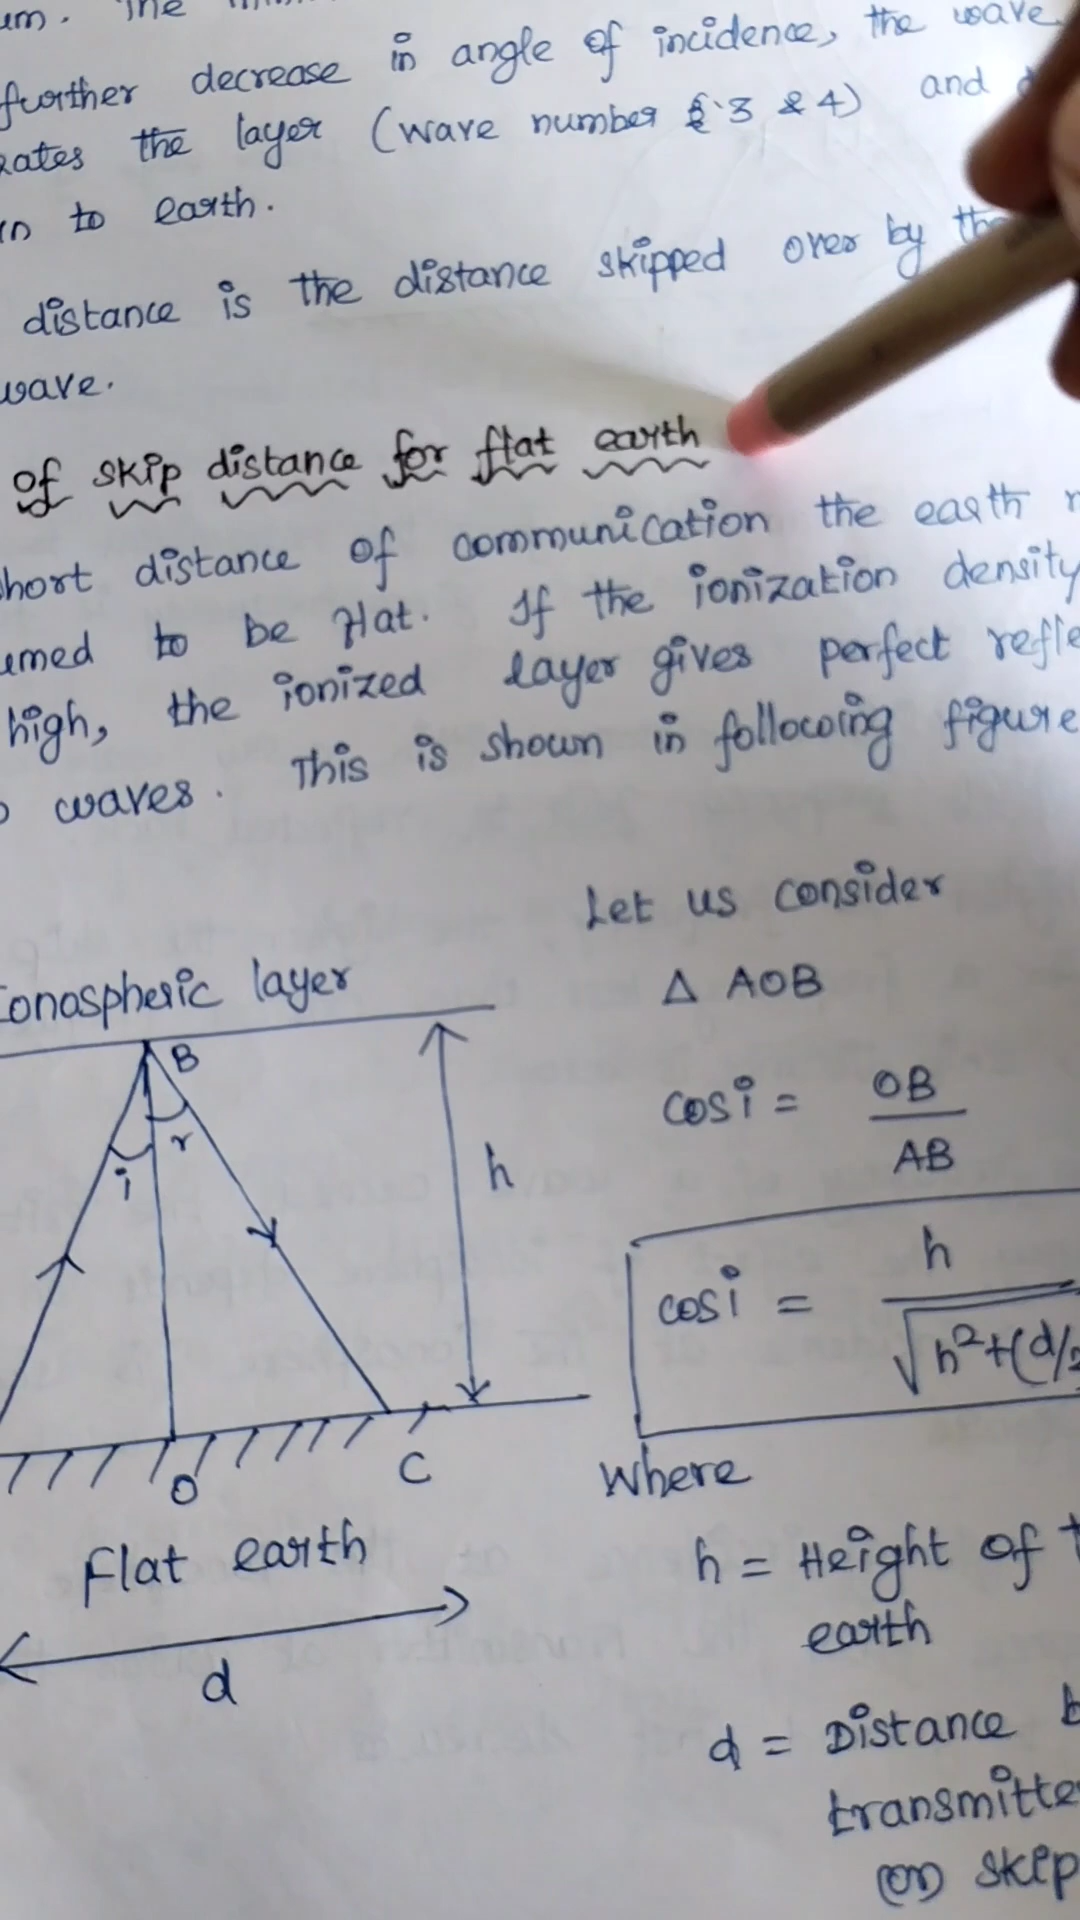 further decrease in angle of incidence, the wave
the layer (wave number 3 & 4) and
to earth.
distance is the distance skipped over by the
wave.
of skip distance for flat earth
distance of communication the earth
to be flat. If the ionization density
high, the ionized layer gives perfect
waves. This is shown in following figure
Let us consider
Δ AOB
layer
B
cos i = OB / AB
r
i
h
cos i = h / √h²+(d/2
O
C
Where
Flat earth
h = Height of
earth
d
d = Distance
(or) skip